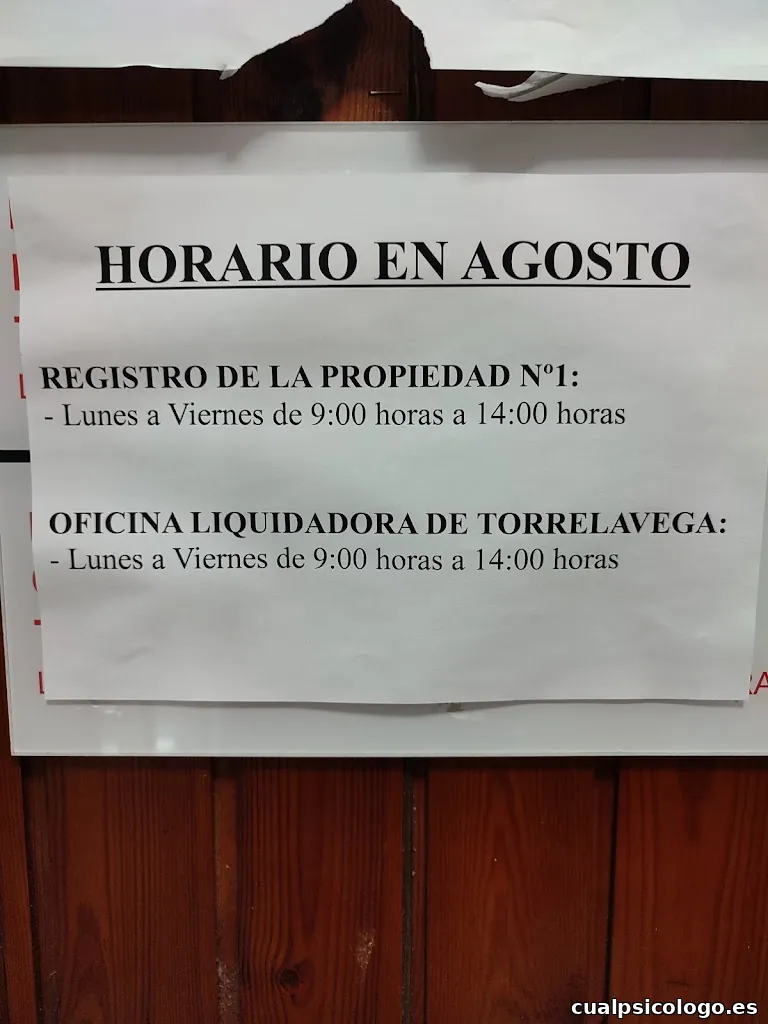 HORARIO EN AGOSTO
REGISTRO DE LA PROPIEDAD Nº1:
- Lunes a Viernes de 9:00 horas a 14:00 horas
OFICINA LIQUIDADORA DE TORRELAVEGA:
- Lunes a Viernes de 9:00 horas a 14:00 horas
cualpsicologo.es